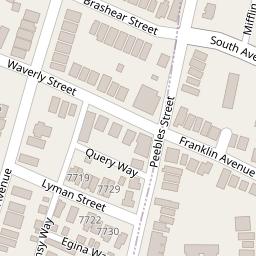 Brashear Street
Mifflin
South Ave
Waverly Street
Peebles Street
Franklin Avenue
Query Way
7719
7729
Lyman Street
Avenue
7722
7730
Egina Wa